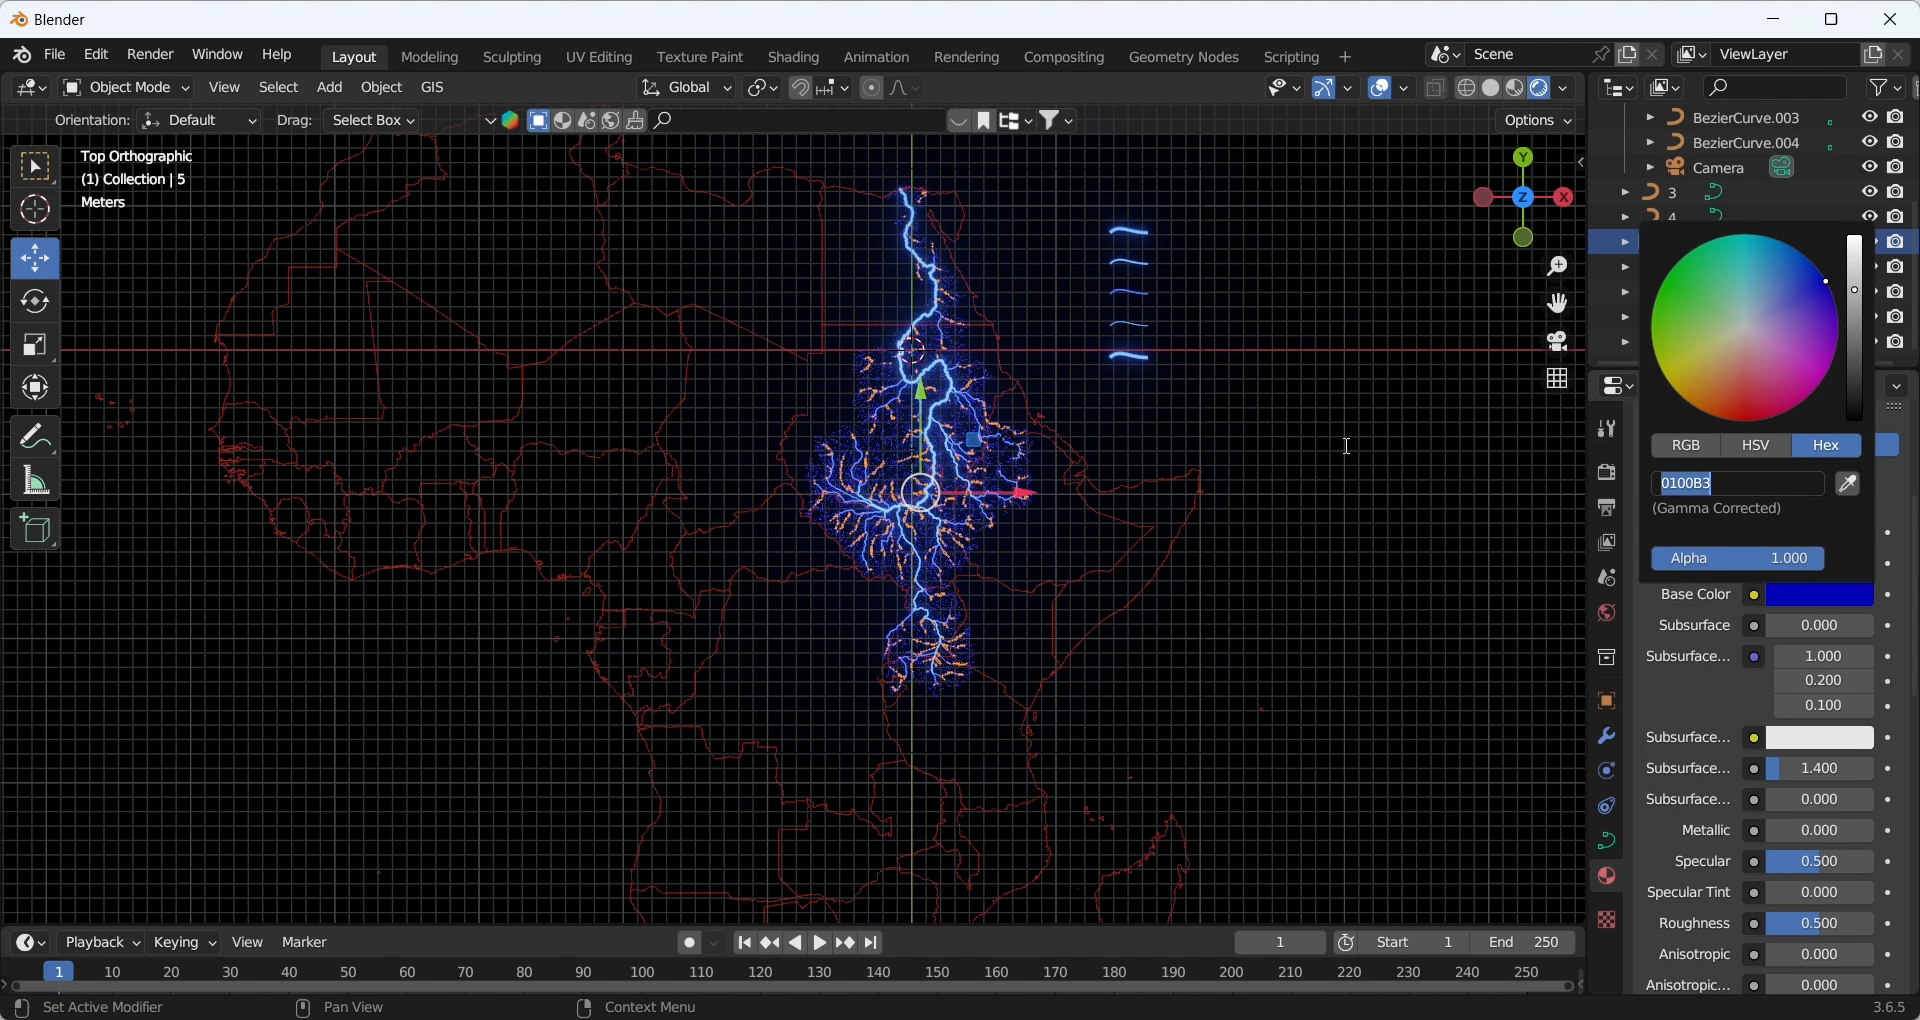 Blender
File Edit Render Window Help Layout Modeling Sculpting UV Editing Texture Paint Shading Animation Rendering Compositing Geometry Nodes Scripting + Scene ViewLayer
Object Mode View Select Add Object GIS Global
Orientation: Default Drag: Select Box Options
Top Orthographic
(1) Collection | 5
Meters
Y
Z X
BezierCurve.003
BezierCurve.004
Camera
3
4
RGB HSV Hex
0100B3
(Gamma Corrected)
Alpha 1.000
Base Color
Subsurface 0.000
Subsurface... 1.000
0.200
0.100
Subsurface...
Subsurface... 1.400
Subsurface... 0.000
Metallic 0.000
Specular 0.500
Specular Tint 0.000
Roughness 0.500
Anisotropic 0.000
Anisotropic... 0.000
Playback Keying View Marker 1 Start 1 End 250
1 10 20 30 40 50 60 70 80 90 100 110 120 130 140 150 160 170 180 190 200 210 220 230 240 250
Set Active Modifier Pan View Context Menu 3.6.5